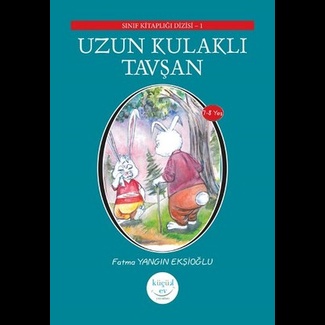 SINIF KİTAPLIĞI DİZİSİ – 1
UZUN KULAKLI
TAVŞAN
7-8 Yaş
Fatma YANGIN EKŞİOĞLU
küçük
ev